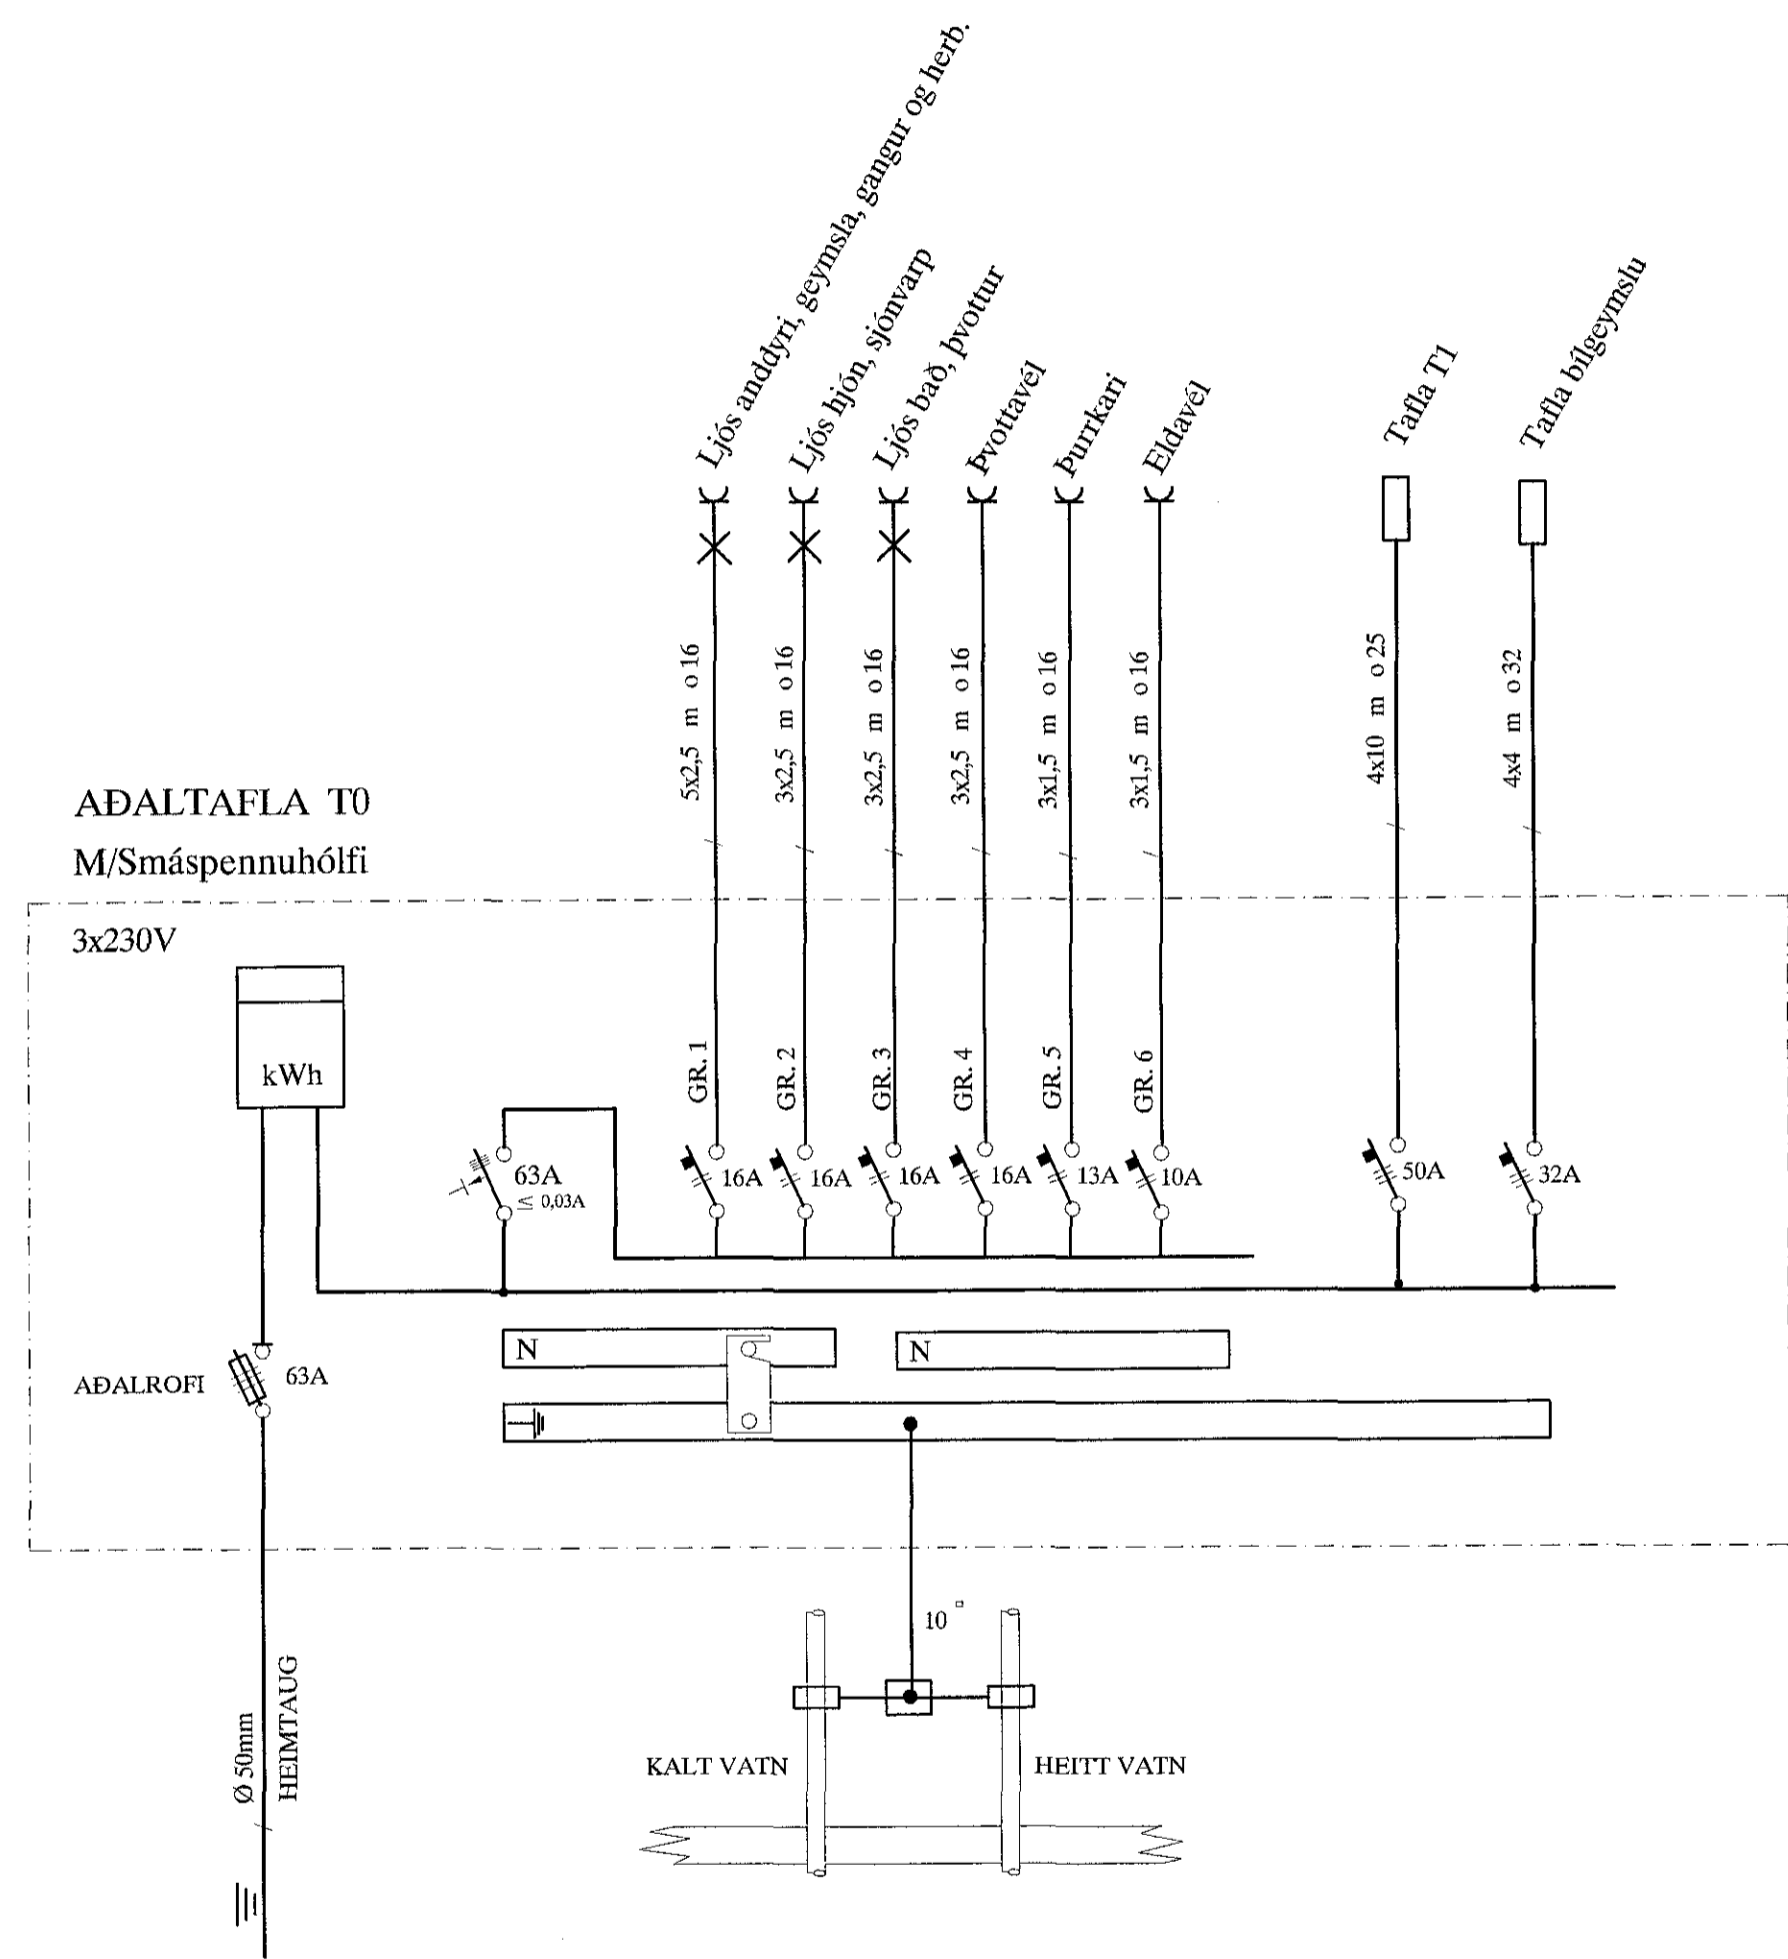 Ljós anddyri, geymsla, gangur og herb.
Ljós hjón, sjónvarp
Ljós bað, þvottur
Þvottavél
Þurrkari
Eldavél
Tafla T1
Tafla bílgeymslu
5x2,5 m o 16
3x2,5 m o 16
3x2,5 m o 16
3x2,5 m o 16
3x1,5 m o 16
3x1,5 m o 16
4x10 m o 25
4x4 m o 32
AÐALTAFLA T0
M/Smáspennuhólfi
3x230V
kWh
GR. 1
GR. 2
GR. 3
GR. 4
GR. 5
GR. 6
63A
≤ 0,03A
16A
16A
16A
16A
13A
10A
50A
32A
N
N
AÐALROFI
63A
10 □
Ø 50mm
HEIMTAUG
KALT VATN
HEITT VATN